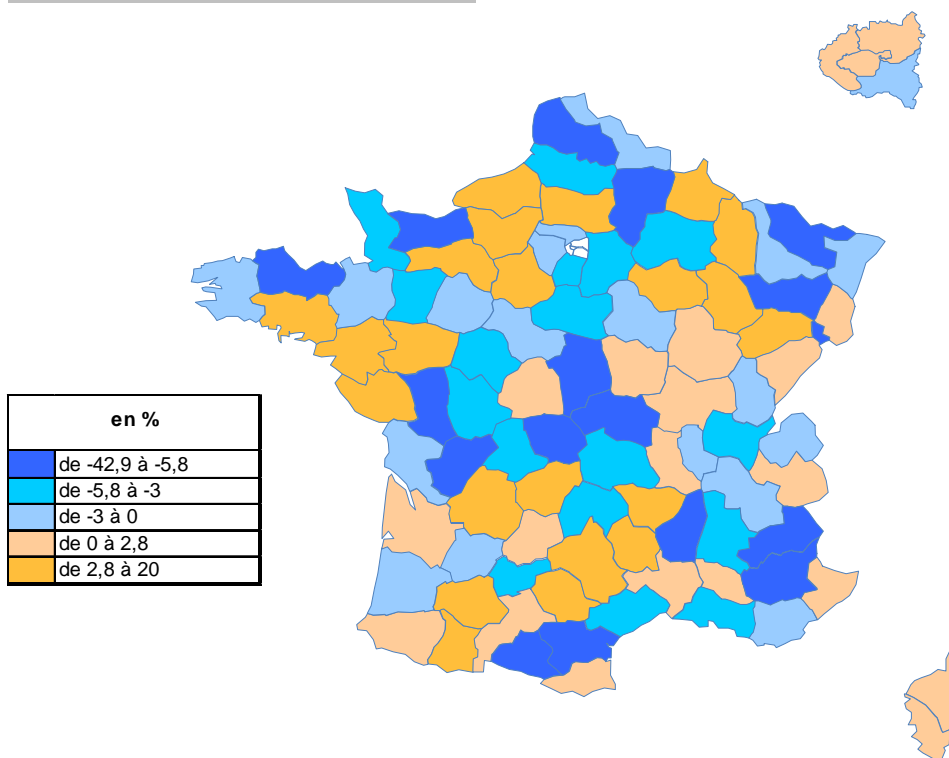 en %
de -42,9 à -5,8
de -5,8 à -3
de -3 à 0
de 0 à 2,8
de 2,8 à 20